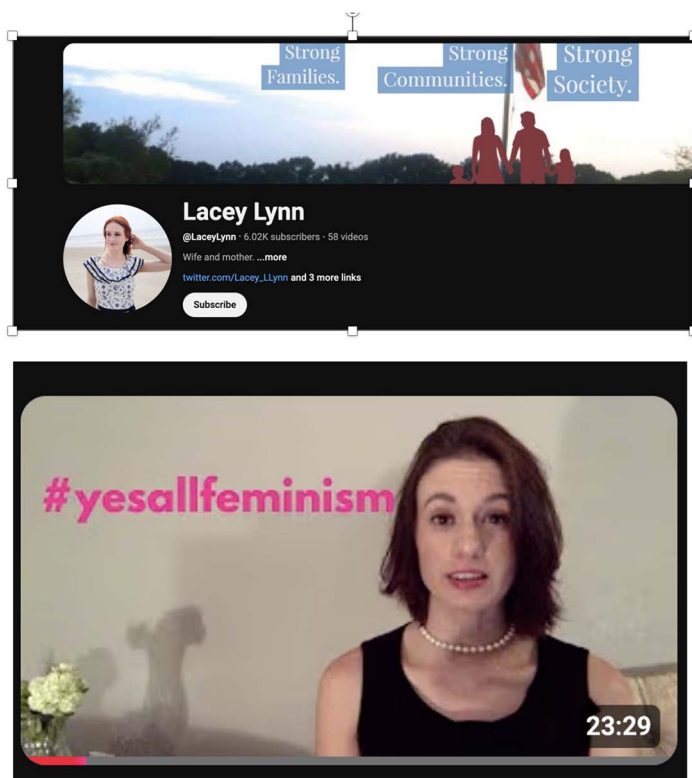 Strong
Families.
Strong
Communities.
Strong
Society.
Lacey Lynn
@LaceyLynn · 6.02K subscribers · 58 videos
Wife and mother. ...more
twitter.com/Lacey_LLynn and 3 more links
Subscribe
#yesallfeminism
23:29